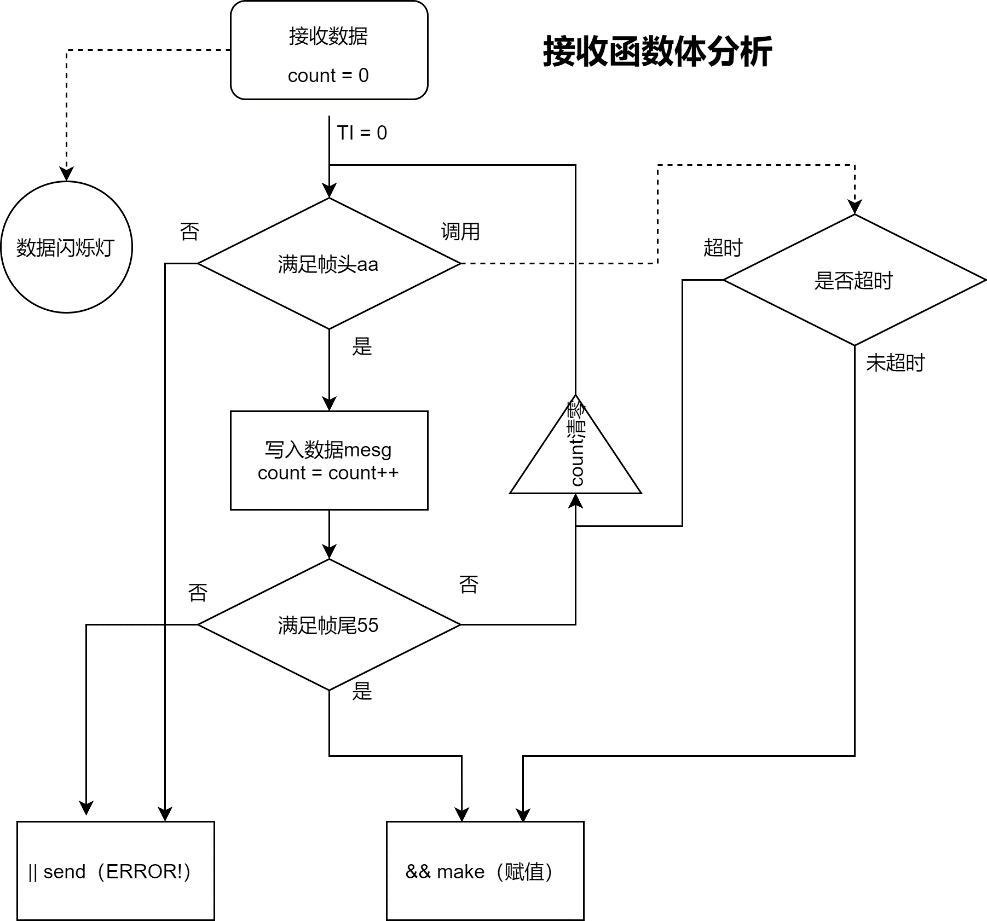 接收数据
count = 0
接收函数体分析
TI = 0
数据闪烁灯
否
调用
满足帧头aa
是
超时
是否超时
未超时
写入数据mesg
count = count++
count清零
否
否
满足帧尾55
是
|| send（ERROR!）
&& make（赋值）